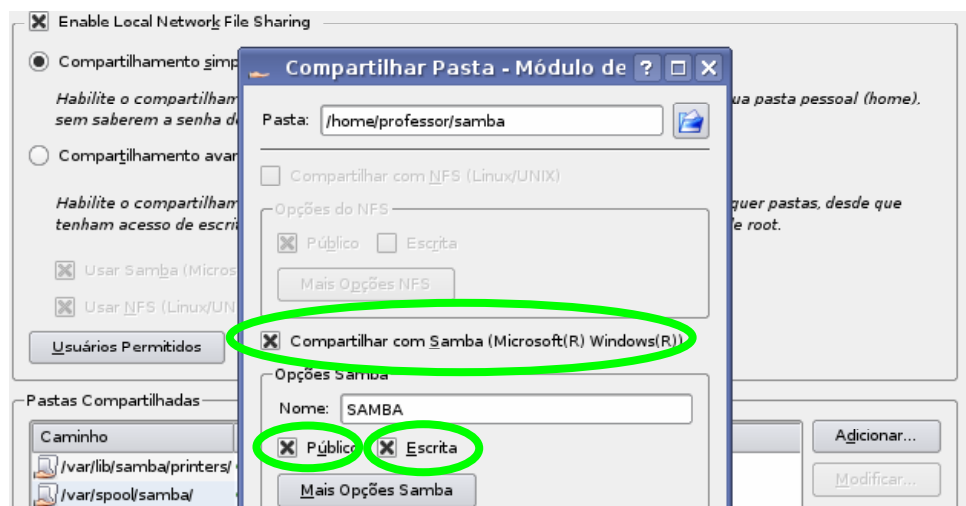 Enable Local Network File Sharing
Compartilhamento simp
Habilite o compartilham
sem saberem a senha d
Compartilhamento avar
Habilite o compartilham
tenham acesso de escri
Usar Samba (Micros
Usar NFS (Linux/UN
Usuários Permitidos
Pastas Compartilhadas
Caminho
/var/lib/samba/printers/
/var/spool/samba/
Compartilhar Pasta - Módulo de
Pasta: /home/professor/samba
Compartilhar com NFS (Linux/UNIX)
Opções do NFS
Público Escrita
Mais Opções NFS
Compartilhar com Samba (Microsoft(R) Windows(R))
Opções Samba
Nome: SAMBA
Público Escrita
Mais Opções Samba
ua pasta pessoal (home).
quer pastas, desde que
e root.
Adicionar...
Modificar...